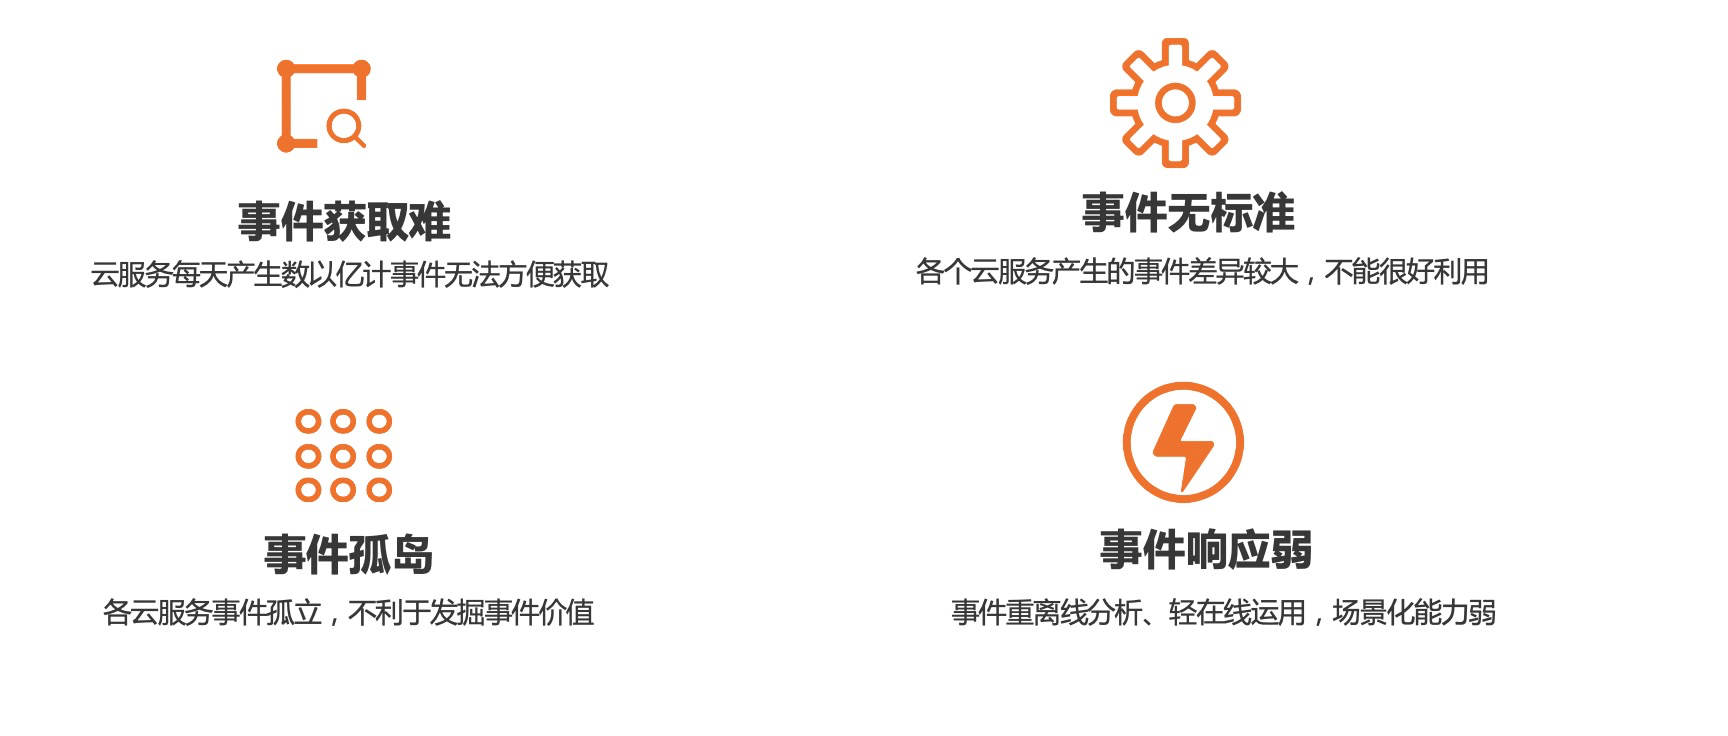 事件获取难
云服务每天产生数以亿计事件无法方便获取
事件无标准
各个云服务产生的事件差异较大，不能很好利用
事件孤岛
各云服务事件孤立，不利于发掘事件价值
事件响应弱
事件重离线分析、轻在线运用，场景化能力弱